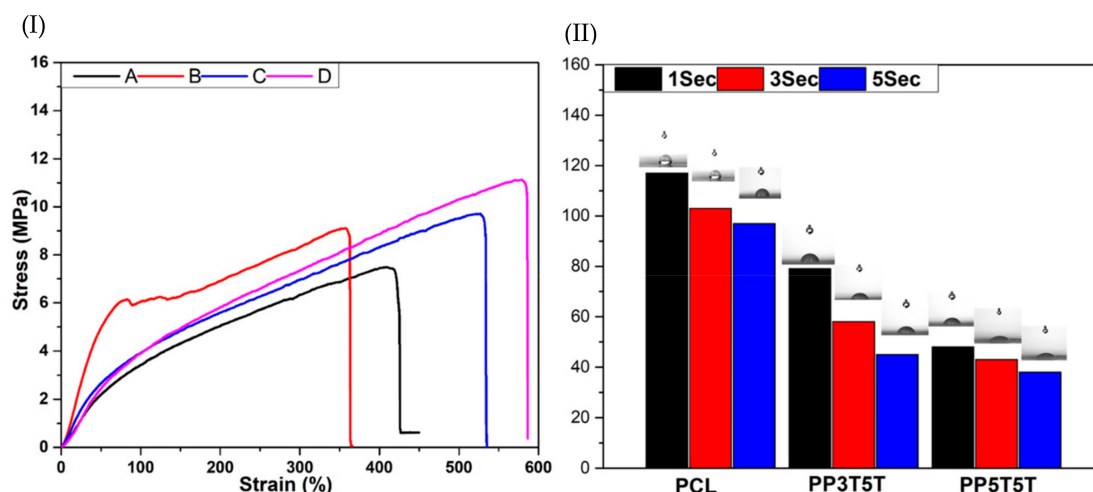 (I)
(II)
A B C D
16
14
12
10
8
6
4
2
0
Stress (MPa)
0 100 200 300 400 500 600
Strain (%)
1Sec 3Sec 5Sec
160
140
120
100
80
60
40
20
0
PCL PP3T5T PP5T5T